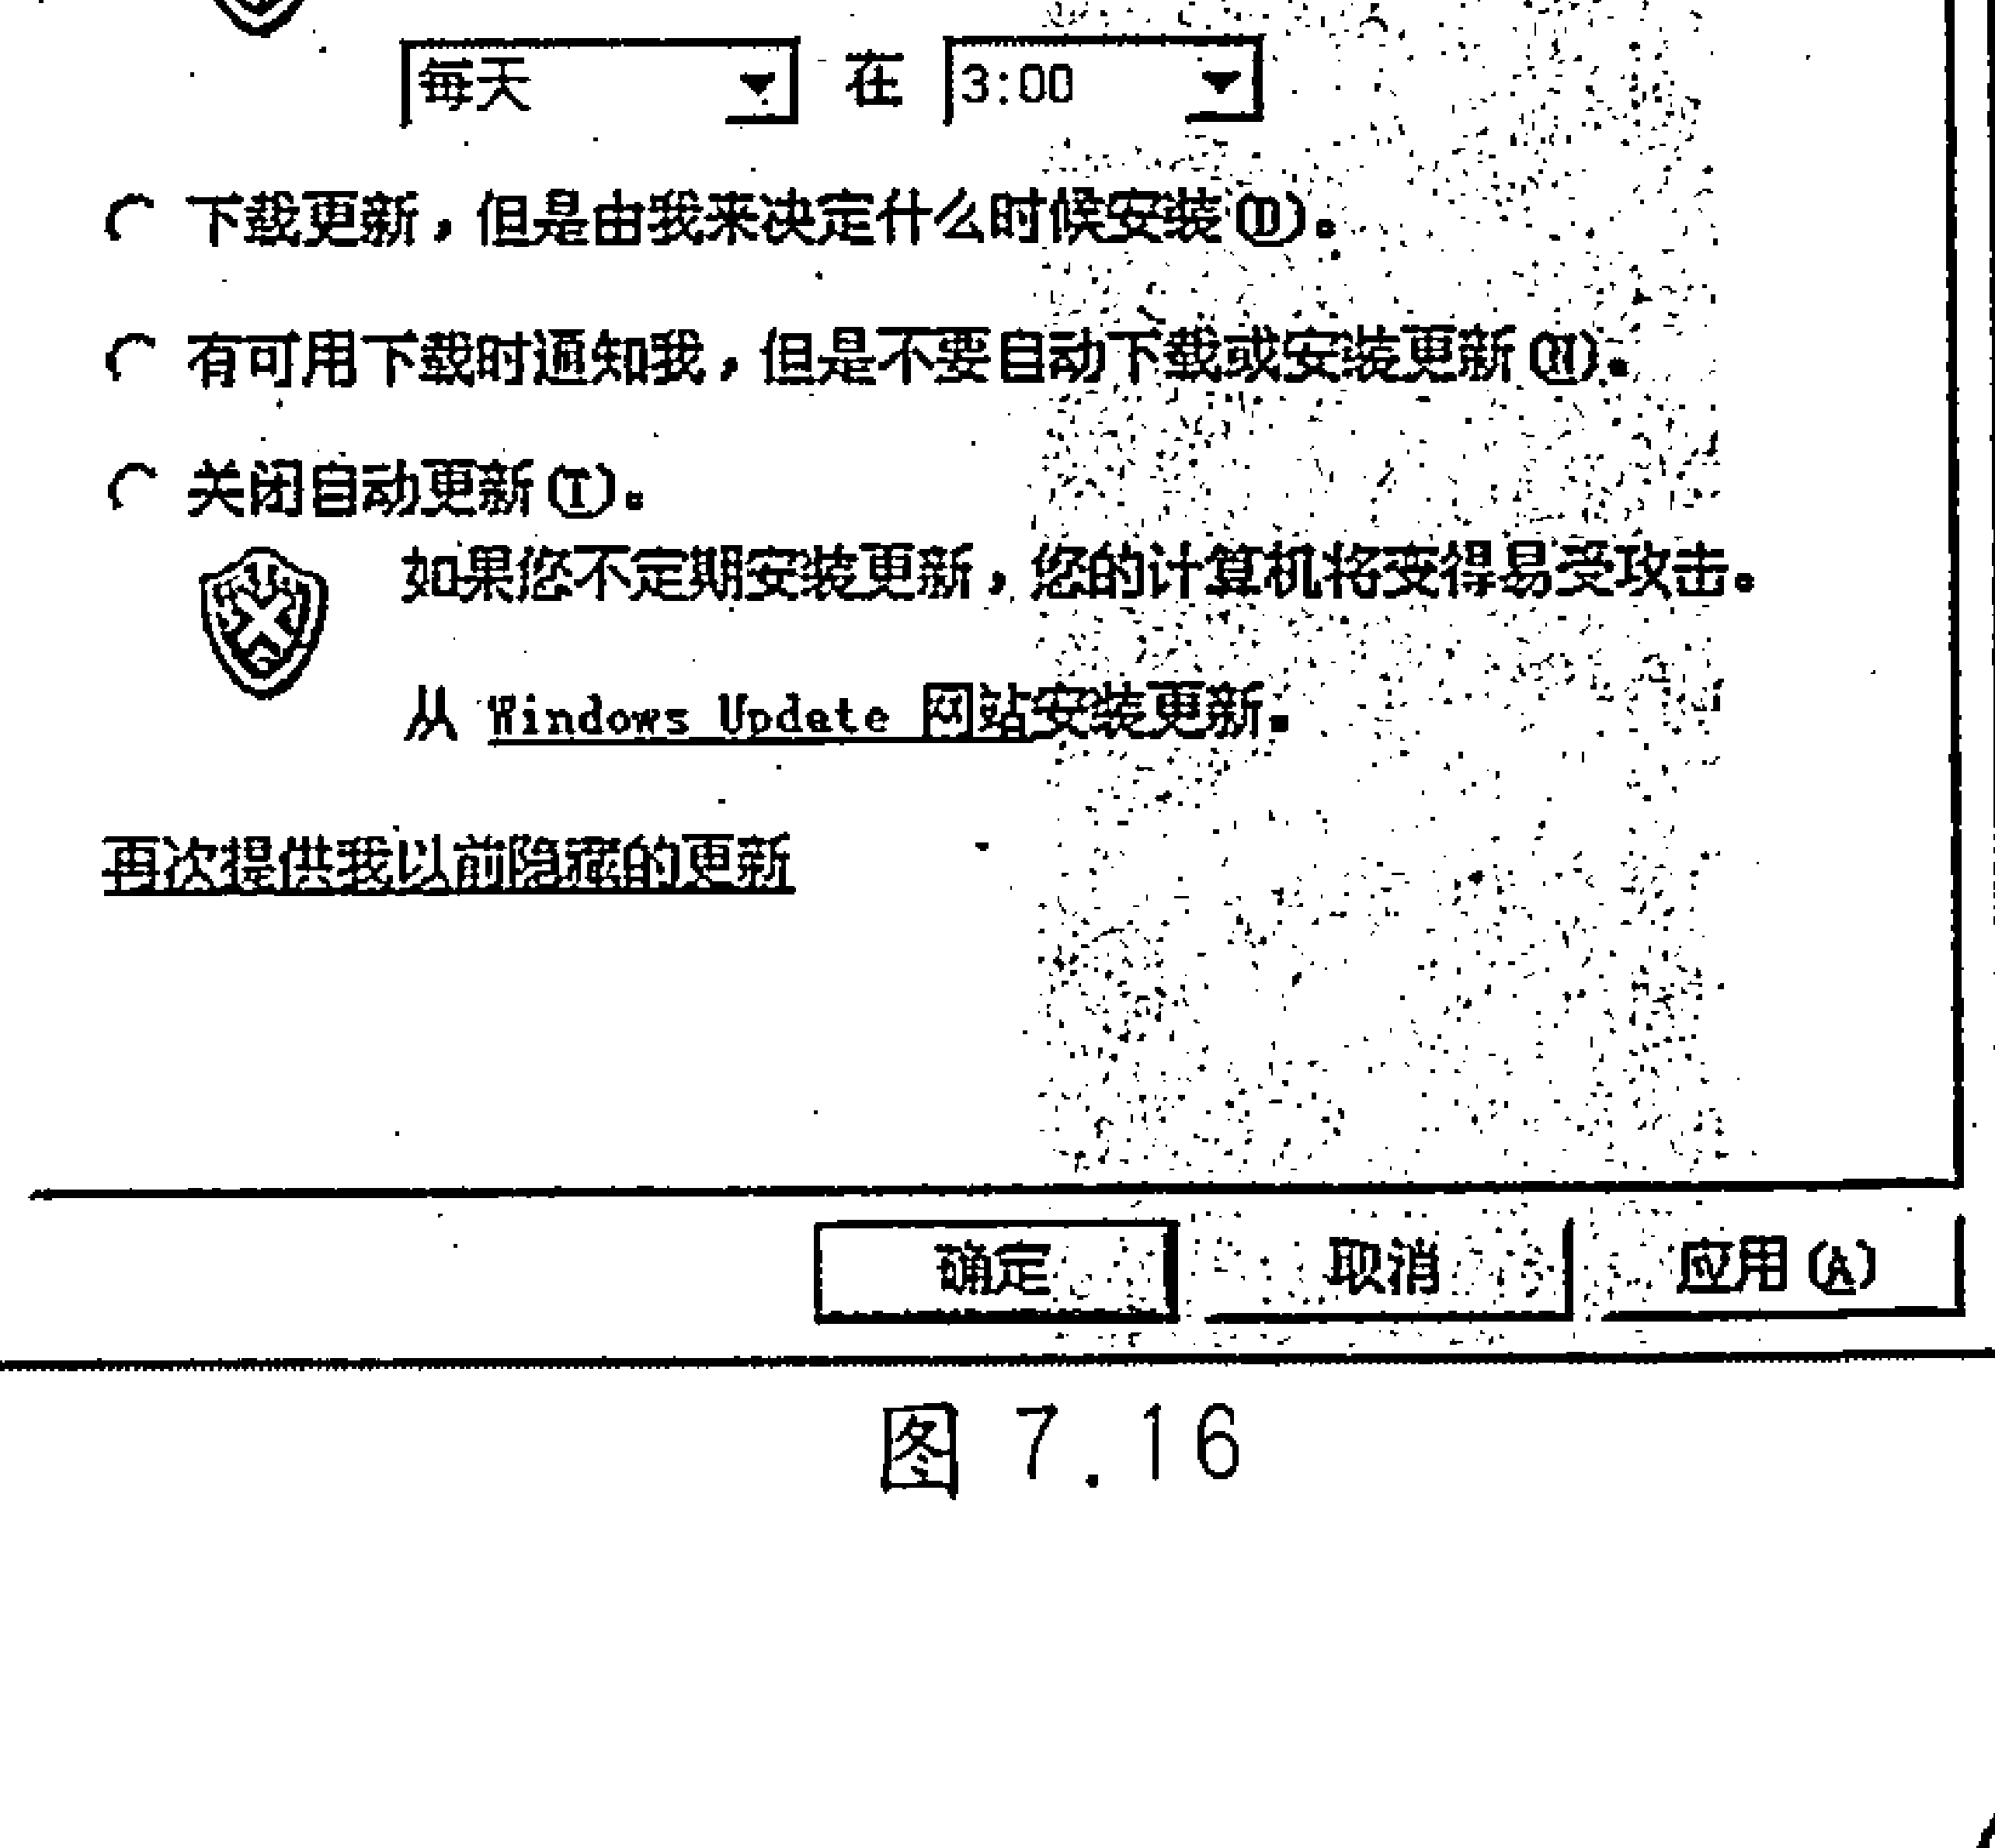 每天 在 3:00
下载更新，但是由我来决定什么时候安装(D)。
有可用下载时通知我，但是不要自动下载或安装更新(N)。
关闭自动更新(T)。
如果您不定期安装更新，您的计算机将变得易受攻击。
从 Windows Update 网站安装更新。
再次提供我以前隐藏的更新
确定 取消 应用(A)
图 7.16